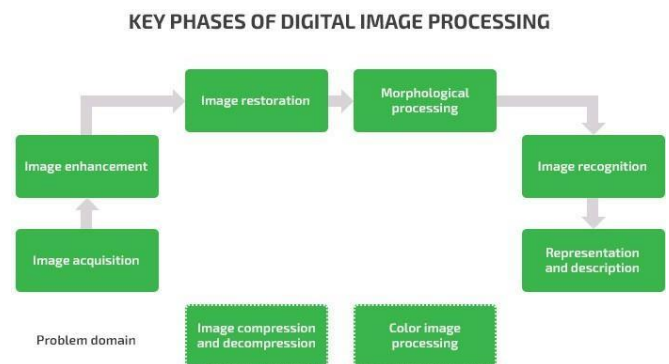 KEY PHASES OF DIGITAL IMAGE PROCESSING
Image restoration
Morphological
processing
Image enhancement
Image recognition
Image acquisition
Representation
and description
Problem domain
Image compression
and decompression
Color image
processing